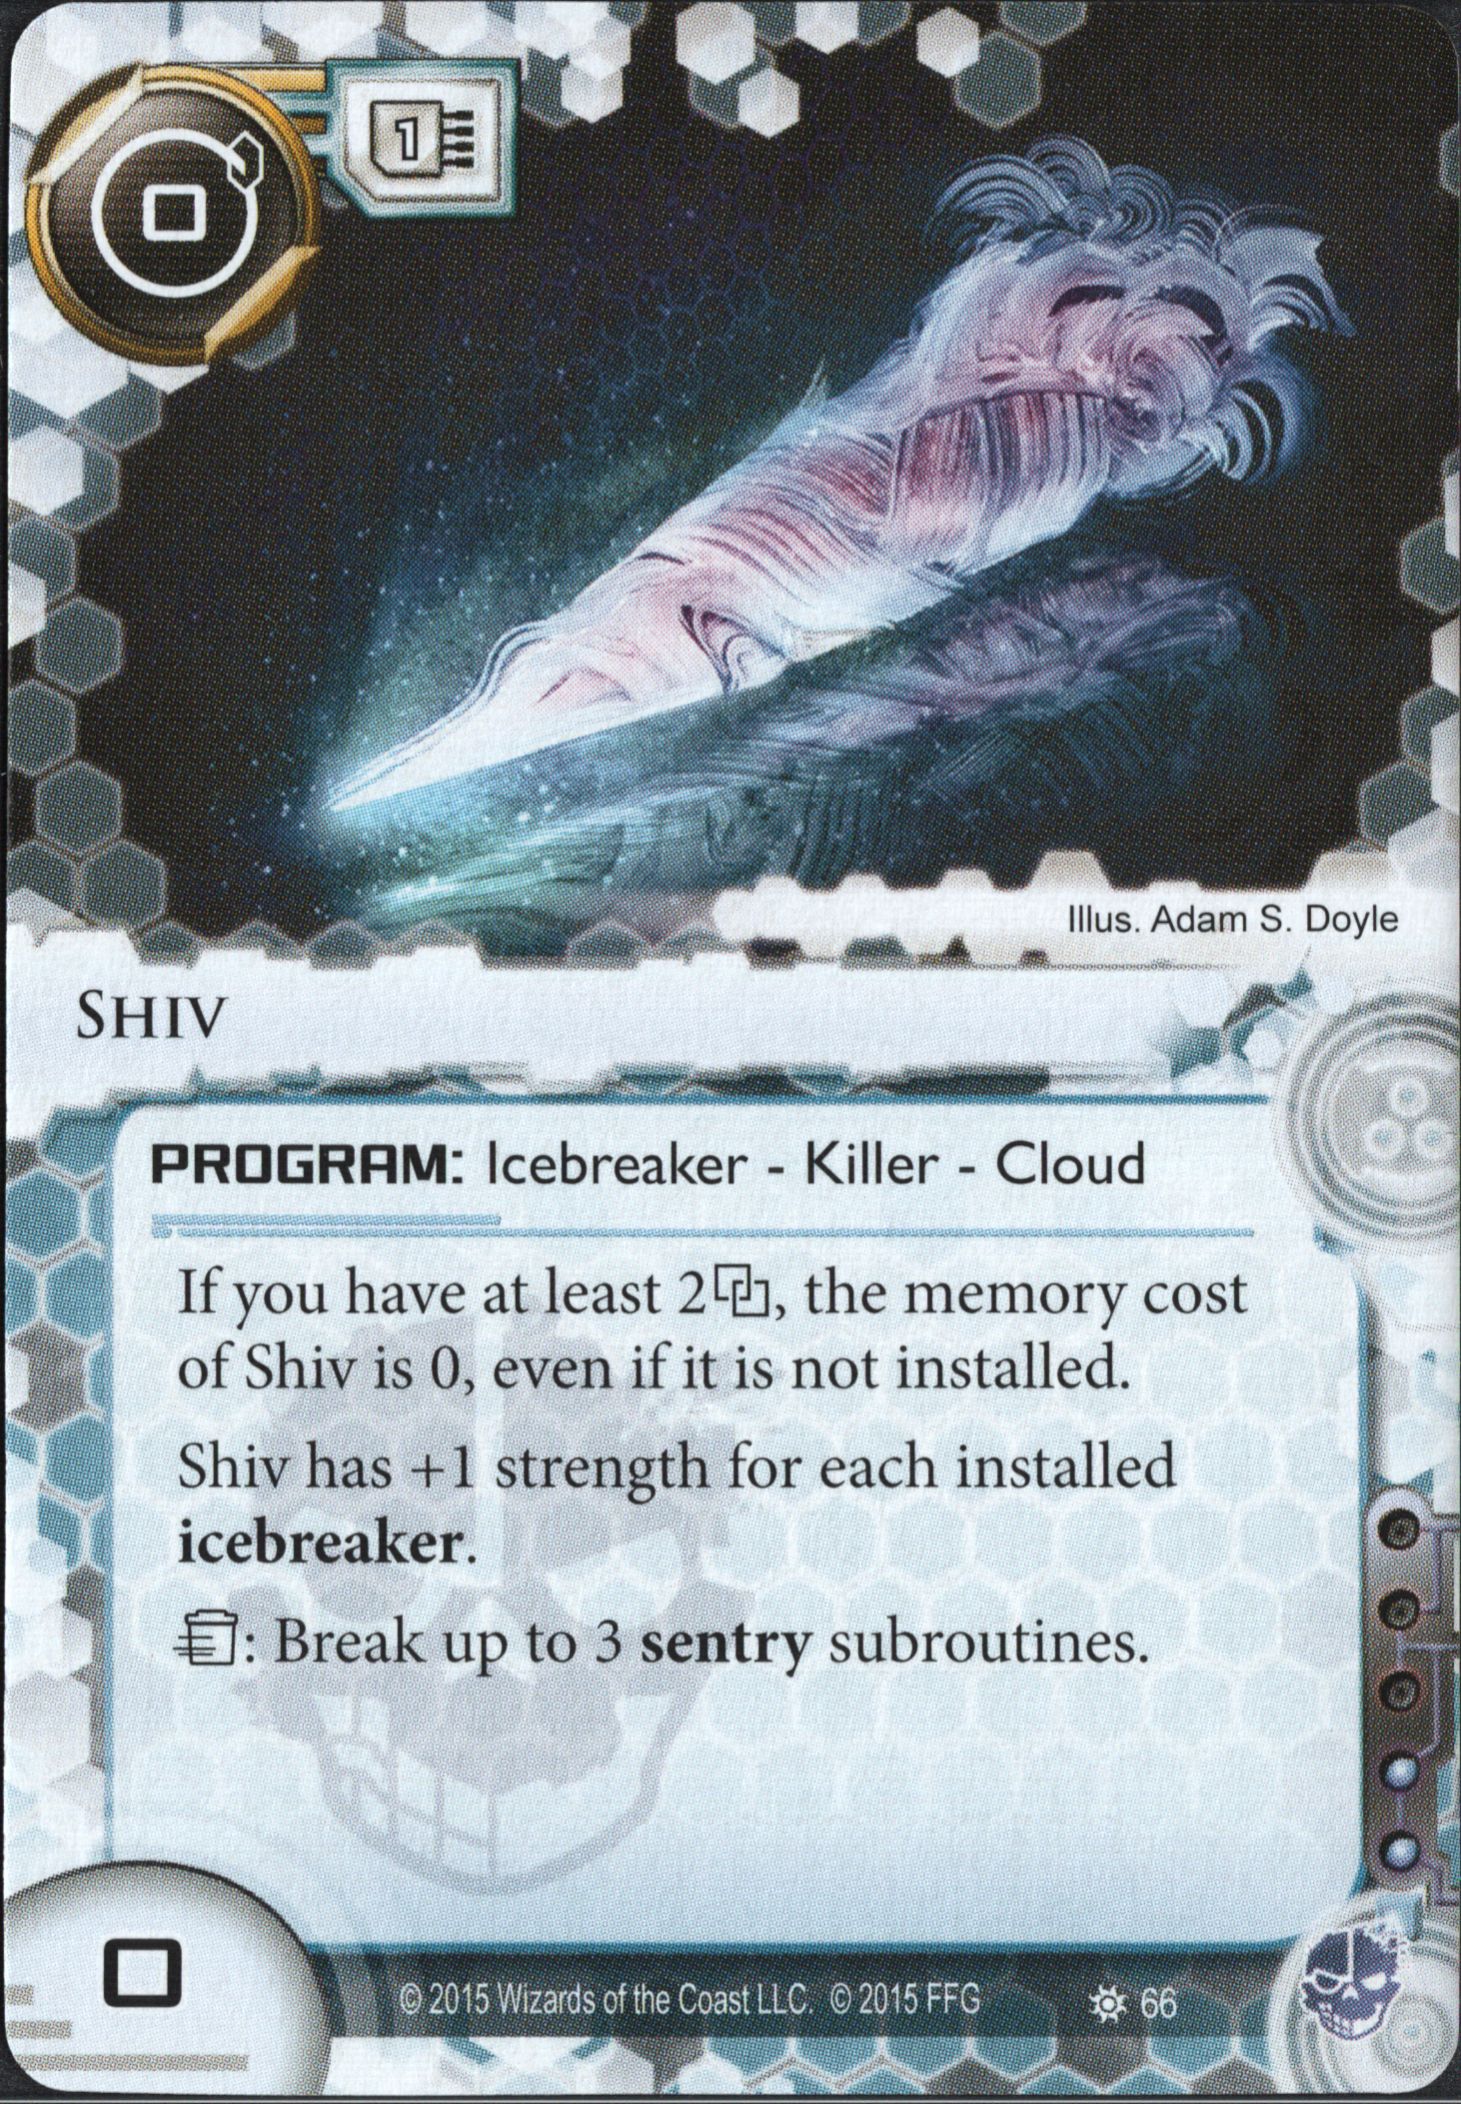 0
1
Illus. Adam S. Doyle
SHIV
PROGRAM: Icebreaker - Killer - Cloud
If you have at least 2, the memory cost
of Shiv is 0, even if it is not installed.
Shiv has +1 strength for each installed
icebreaker.
: Break up to 3 sentry subroutines.
0
© 2015 Wizards of the Coast LLC. © 2015 FFG
66